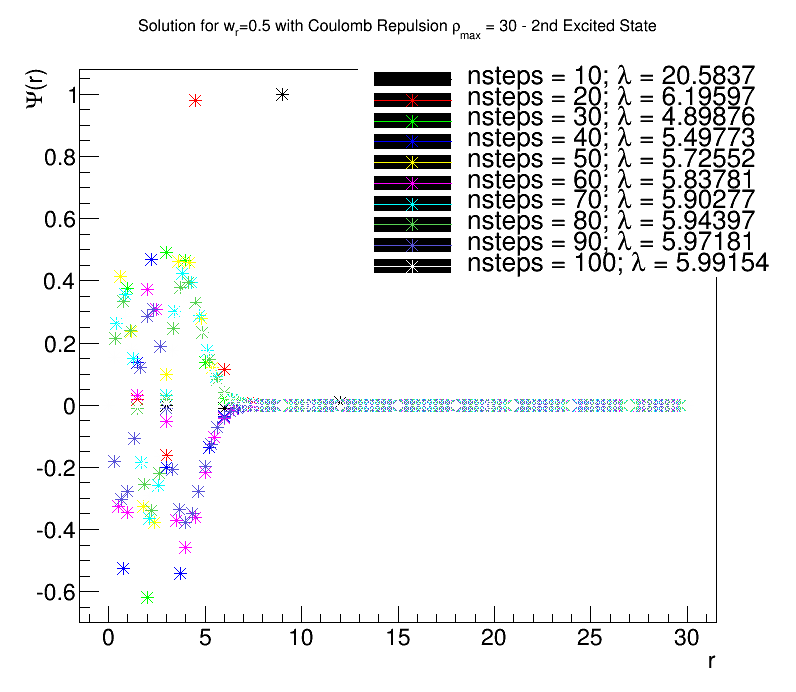 Solution for wr=0.5 with Coulomb Repulsion ρmax = 30 - 2nd Excited State
Ψ(r)
nsteps = 10; λ = 20.5837
nsteps = 20; λ = 6.19597
nsteps = 30; λ = 4.89876
nsteps = 40; λ = 5.49773
nsteps = 50; λ = 5.72552
nsteps = 60; λ = 5.83781
nsteps = 70; λ = 5.90277
nsteps = 80; λ = 5.94397
nsteps = 90; λ = 5.97181
nsteps = 100; λ = 5.99154
1
0.8
0.6
0.4
0.2
0
-0.2
-0.4
-0.6
0 5 10 15 20 25 30
r